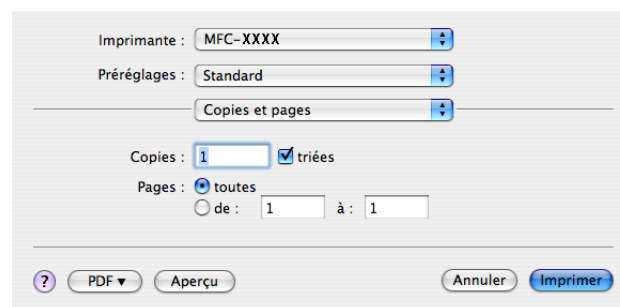 Imprimante : MFC-XXXX
Préréglages : Standard
Copies et pages
Copies : 1 triées
Pages : toutes
de : 1 à : 1
? PDF ▼ Aperçu Annuler Imprimer